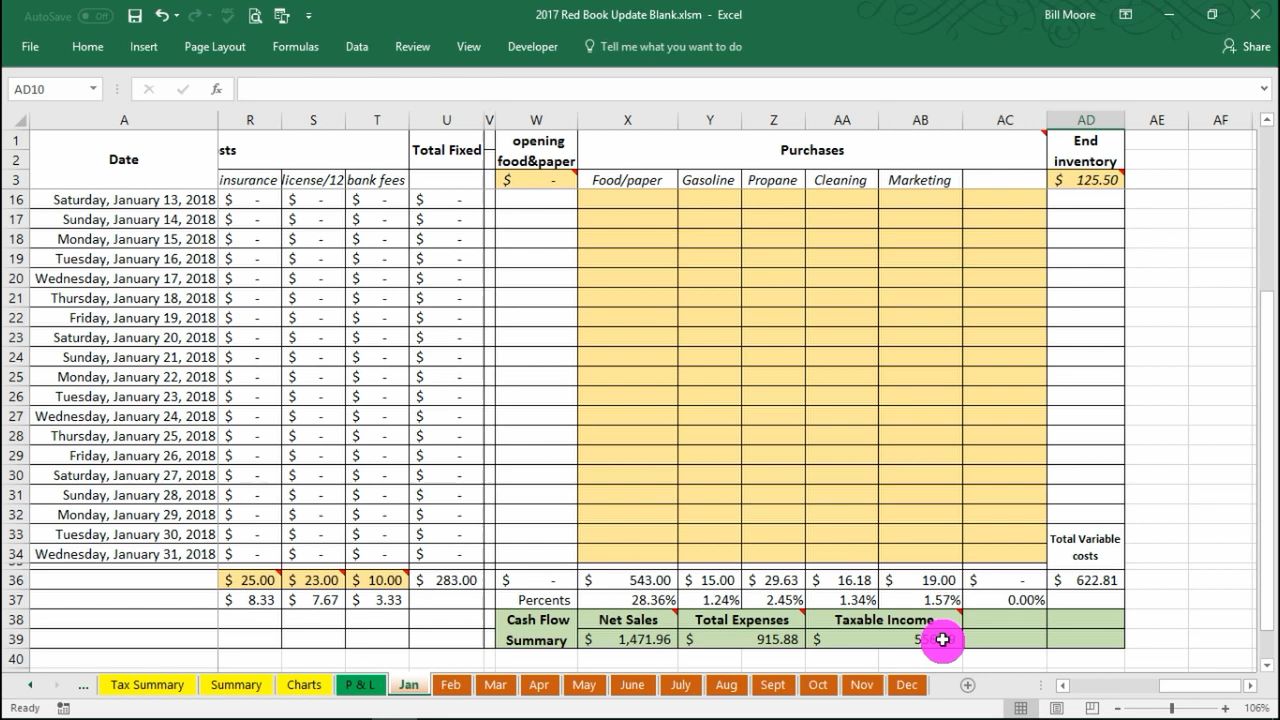 AutoSave Off 2017 Red Book Update Blank.xlsm - Excel Bill Moore
File Home Insert Page Layout Formulas Data Review View Developer Tell me what you want to do Share
AD10 fx
A R S T U V W X Y Z AA AB AC AD AE AF
1 opening End
Date sts Total Fixed Purchases
2 food&paper inventory
3 insurance license/12 bank fees $ - Food/paper Gasoline Propane Cleaning Marketing $ 125.50
16 Saturday, January 13, 2018 $ - $ - $ - $ -
17 Sunday, January 14, 2018 $ - $ - $ - $ -
18 Monday, January 15, 2018 $ - $ - $ - $ -
19 Tuesday, January 16, 2018 $ - $ - $ - $ -
20 Wednesday, January 17, 2018 $ - $ - $ - $ -
21 Thursday, January 18, 2018 $ - $ - $ - $ -
22 Friday, January 19, 2018 $ - $ - $ - $ -
23 Saturday, January 20, 2018 $ - $ - $ - $ -
24 Sunday, January 21, 2018 $ - $ - $ - $ -
25 Monday, January 22, 2018 $ - $ - $ - $ -
26 Tuesday, January 23, 2018 $ - $ - $ - $ -
27 Wednesday, January 24, 2018 $ - $ - $ - $ -
28 Thursday, January 25, 2018 $ - $ - $ - $ -
29 Friday, January 26, 2018 $ - $ - $ - $ -
30 Saturday, January 27, 2018 $ - $ - $ - $ -
31 Sunday, January 28, 2018 $ - $ - $ - $ -
32 Monday, January 29, 2018 $ - $ - $ - $ -
33 Tuesday, January 30, 2018 $ - $ - $ - $ - Total Variable
34 Wednesday, January 31, 2018 $ - $ - $ - $ - costs
36 $ 25.00 $ 23.00 $ 10.00 $ 283.00 $ - $ 543.00 $ 15.00 $ 29.63 $ 16.18 $ 19.00 $ - $ 622.81
37 $ 8.33 $ 7.67 $ 3.33 Percents 28.36% 1.24% 2.45% 1.34% 1.57% 0.00%
38 Cash Flow Net Sales Total Expenses Taxable Income
39 Summary $ 1,471.96 $ 915.88 $
40
... Tax Summary Summary Charts P & L Jan Feb Mar Apr May June July Aug Sept Oct Nov Dec
Ready 106%